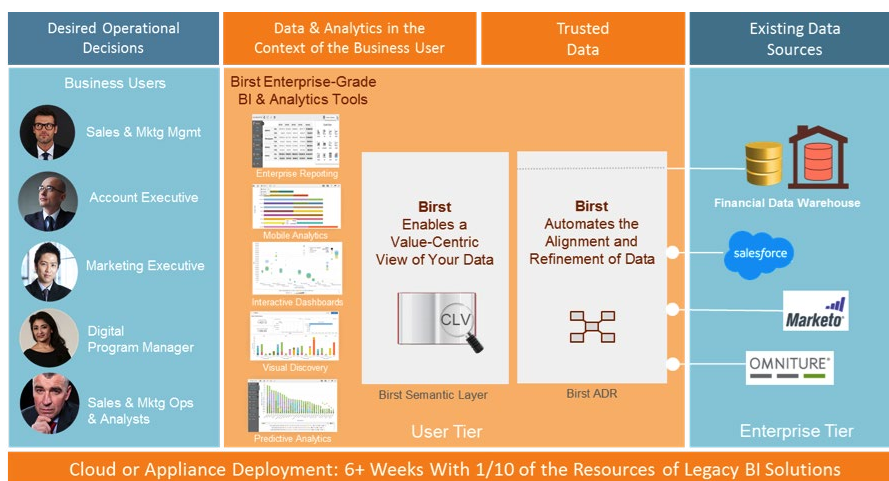 Desired Operational
Decisions
Data & Analytics in the
Context of the Business User
Trusted
Data
Existing Data
Sources
Business Users
Sales & Mktg Mgmt
Account Executive
Marketing Executive
Digital
Program Manager
Sales & Mktg Ops
& Analysts
Birst Enterprise-Grade
BI & Analytics Tools
Enterprise Reporting
Mobile Analytics
Interactive Dashboards
Visual Discovery
Predictive Analytics
Birst
Enables a
Value-Centric
View of Your Data
CLV
Birst Semantic Layer
Birst
Automates the
Alignment and
Refinement of Data
Birst ADR
User Tier
Financial Data Warehouse
salesforce
Marketo®
OMNITURE®
Enterprise Tier
Cloud or Appliance Deployment: 6+ Weeks With 1/10 of the Resources of Legacy BI Solutions